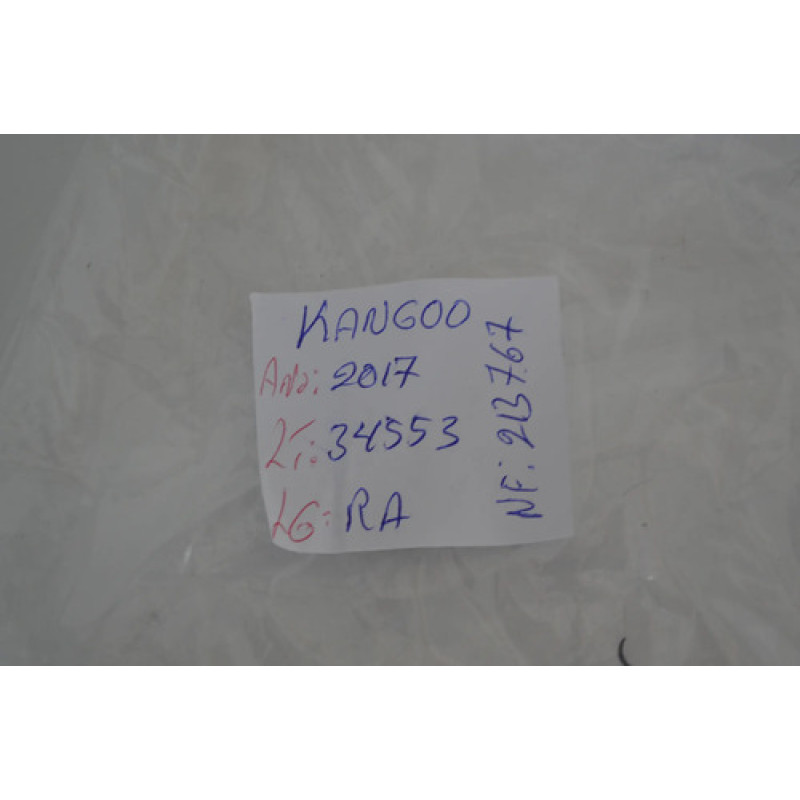 KANGOO
Ano: 2017
LT: 34553
LG: RA
NF: 213767